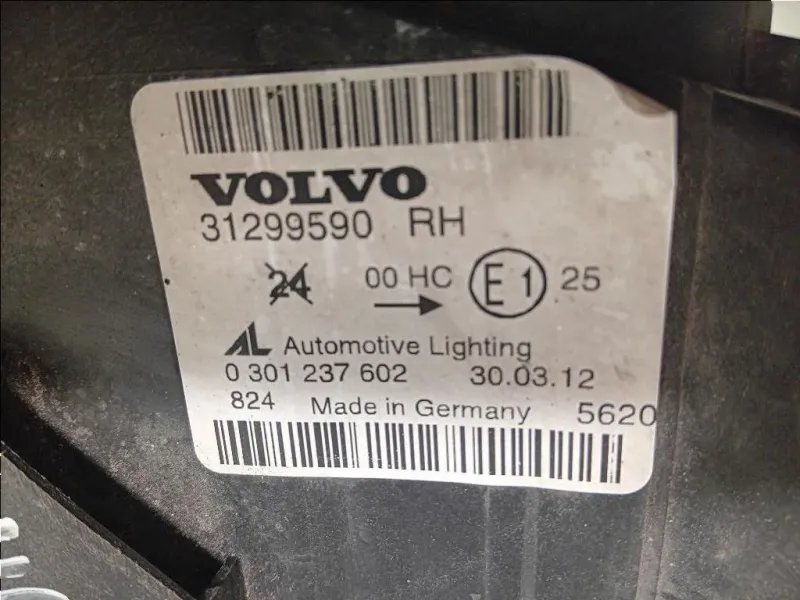 VOLVO
31299590 RH
24 00 HC E1 25
AL Automotive Lighting
0 301 237 602 30.03.12
824 Made in Germany 5620